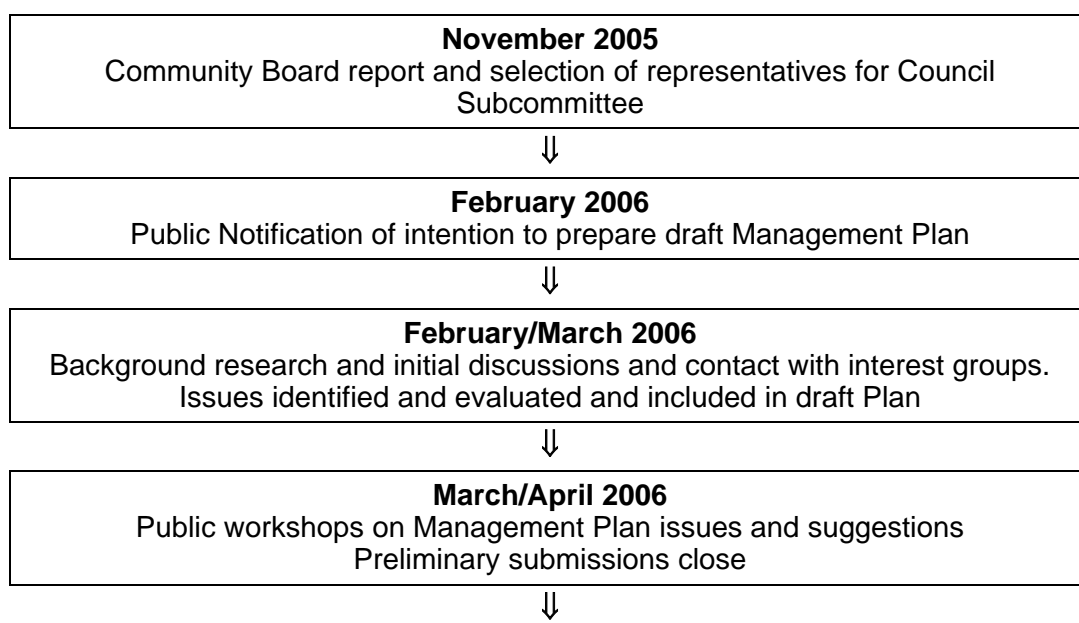 November 2005
Community Board report and selection of representatives for Council
Subcommittee
⇓
February 2006
Public Notification of intention to prepare draft Management Plan
⇓
February/March 2006
Background research and initial discussions and contact with interest groups.
Issues identified and evaluated and included in draft Plan
⇓
March/April 2006
Public workshops on Management Plan issues and suggestions
Preliminary submissions close
⇓